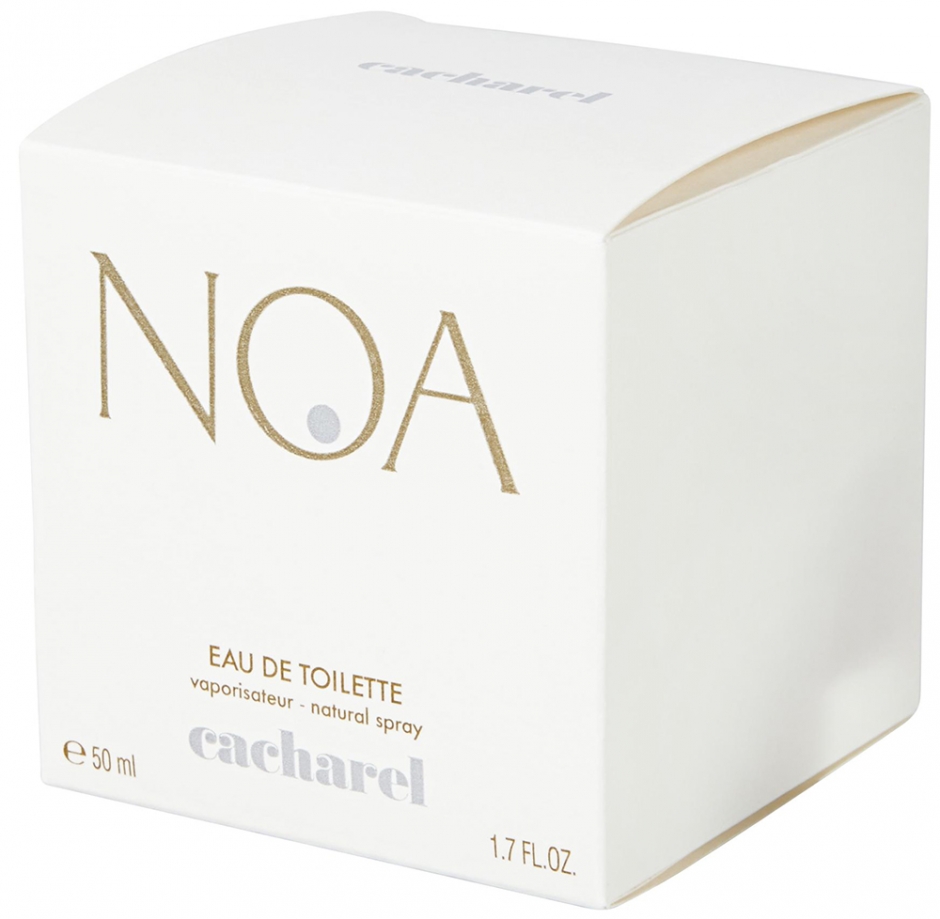 cacharel
NOA
EAU DE TOILETTE
vaporisateur - natural spray
cacharel
℮ 50 ml
1.7 FL.OZ.